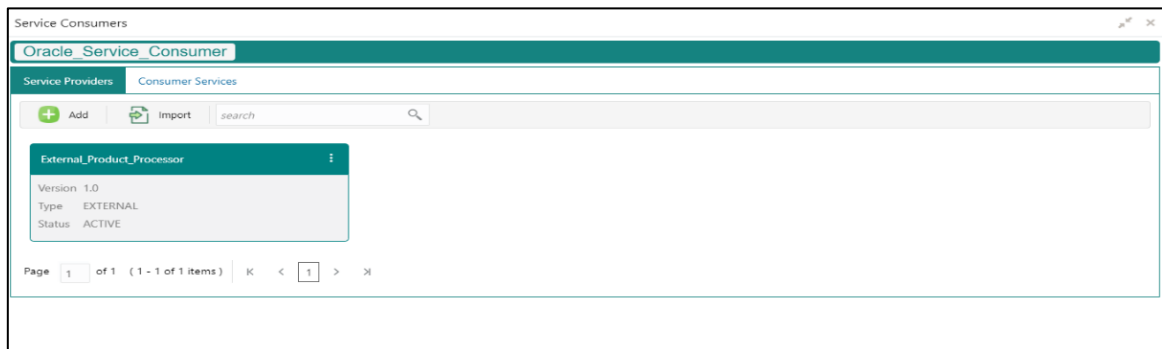 Service Consumers
Oracle_Service_Consumer
Service Providers Consumer Services
Add Import search
External_Product_Processor
Version 1.0
Type EXTERNAL
Status ACTIVE
Page 1 of 1 (1 - 1 of 1 items) K < 1 > X